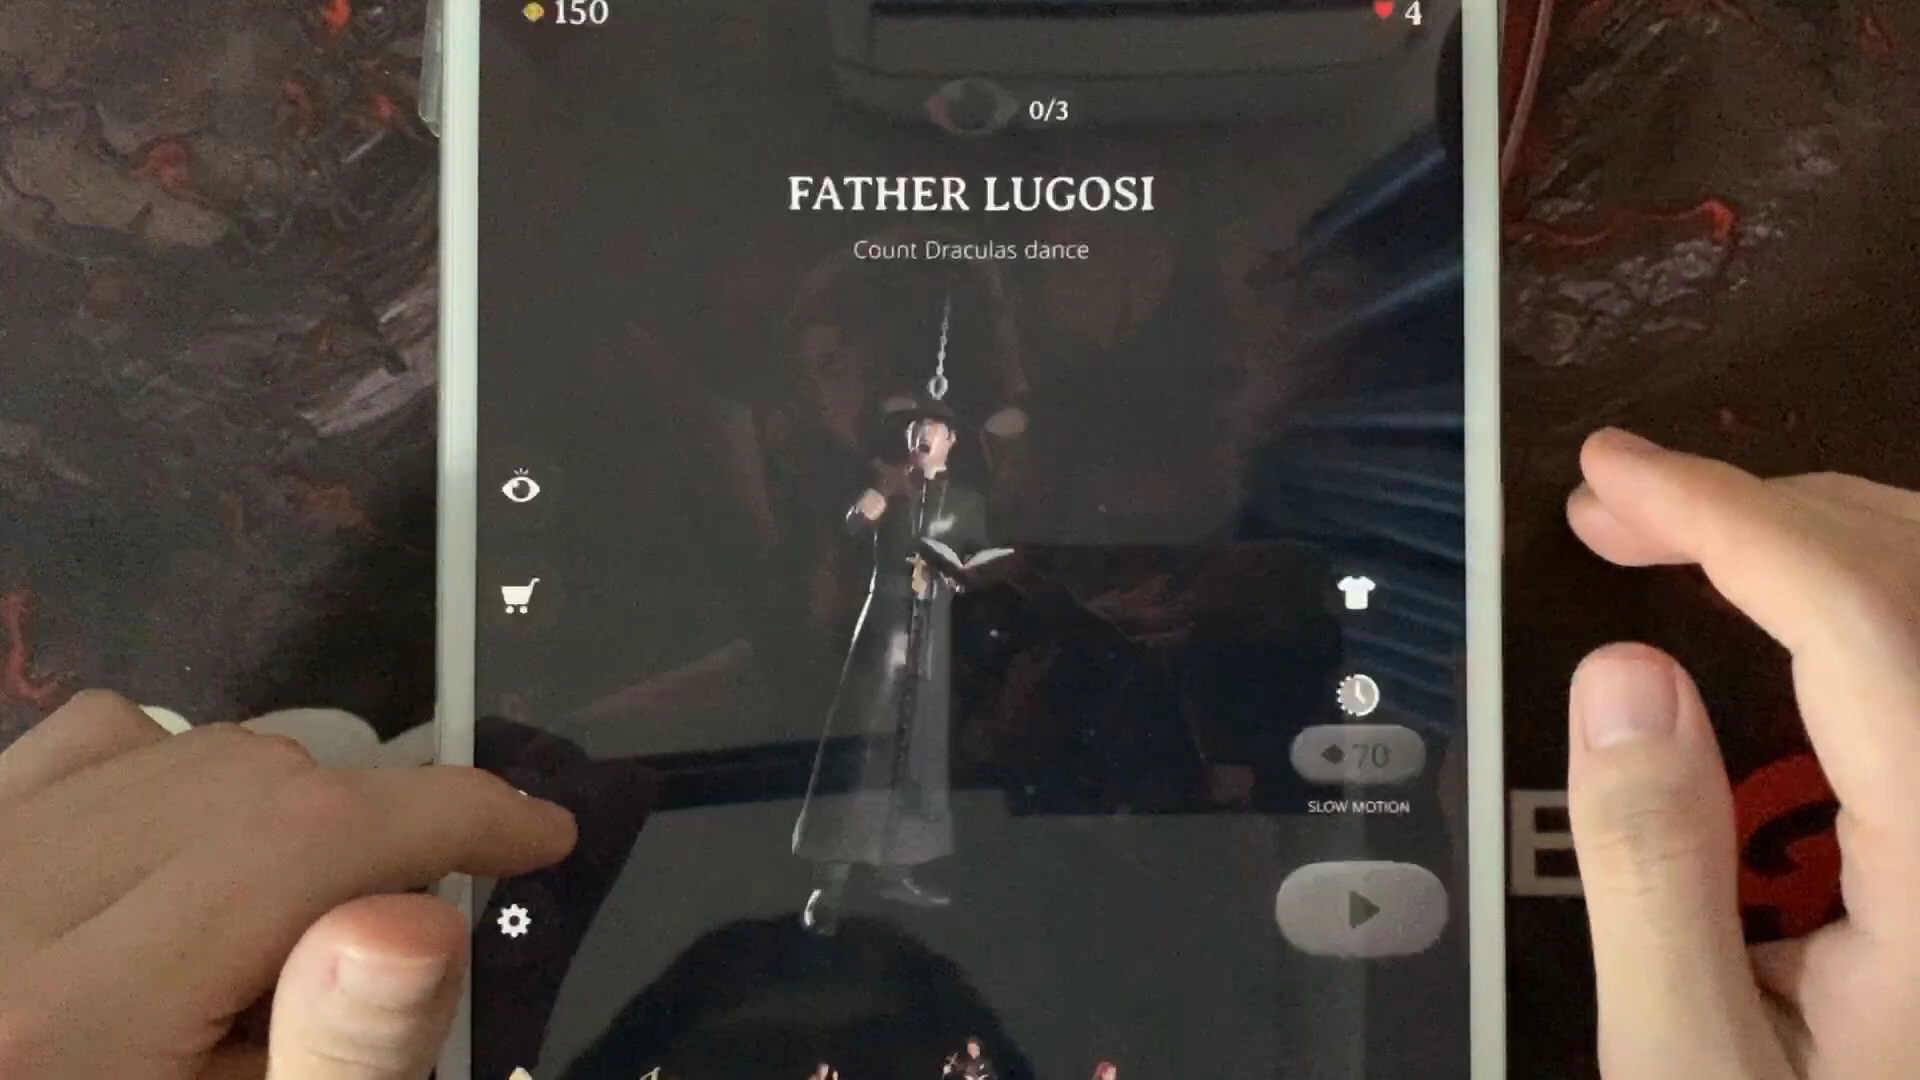 150
4
0/3
FATHER LUGOSI
Count Draculas dance
70
SLOW MOTION
E